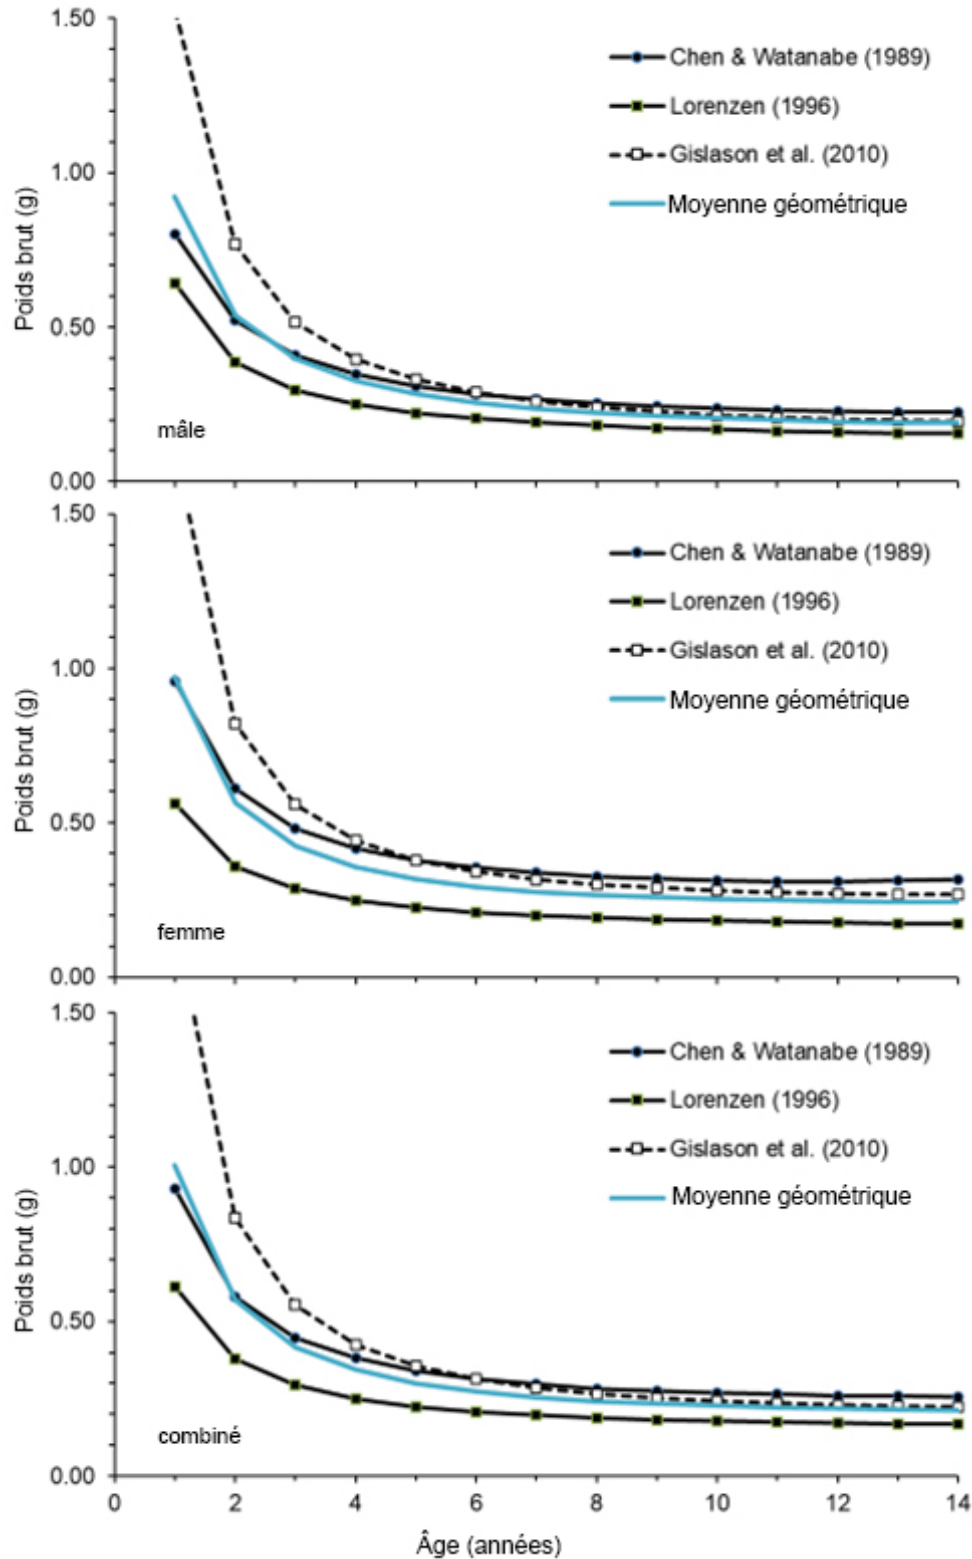 1.50
1.00
0.50
0.00
Poids brut (g)
Chen & Watanabe (1989)
Lorenzen (1996)
Gislason et al. (2010)
Moyenne géométrique
mâle
1.50
1.00
0.50
0.00
Poids brut (g)
Chen & Watanabe (1989)
Lorenzen (1996)
Gislason et al. (2010)
Moyenne géométrique
femme
1.50
1.00
0.50
0.00
Poids brut (g)
Chen & Watanabe (1989)
Lorenzen (1996)
Gislason et al. (2010)
Moyenne géométrique
combiné
0 2 4 6 8 10 12 14
Âge (années)